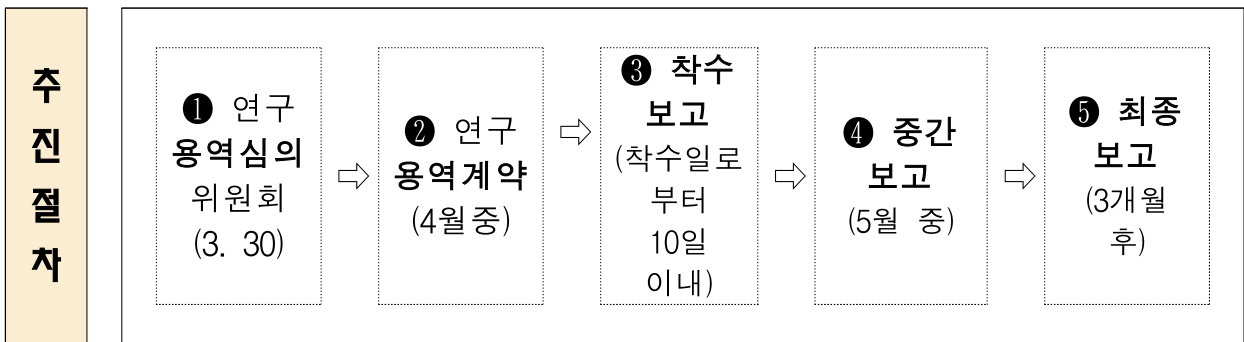 추진절차
❶ 연구
용역심의
위원회
(3. 30)
⇨
❷ 연구
용역계약
(4월중)
⇨
❸ 착수
보고
(착수일로
부터
10일
이내)
⇨
❹ 중간
보고
(5월 중)
⇨
❺ 최종
보고
(3개월
후)